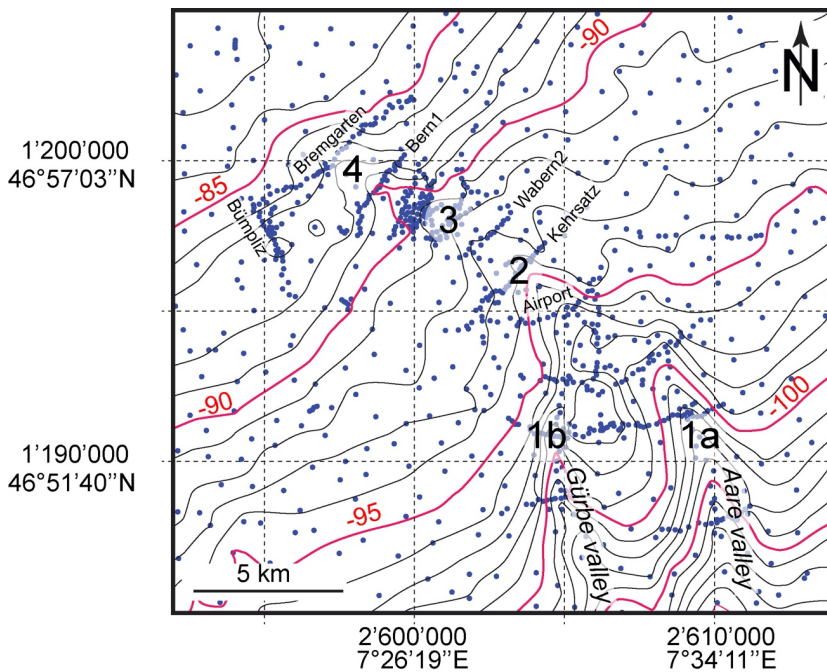 -90
N
Bremgarten
Bern1
1'200'000
46°57'03"N
4
-85
Wabern2
3
Bümpliz
Kehrsatz
2
Airport
-90
-100
1'190'000
46°51'40"N
1b
1a
Gürbe valley
Aare valley
-95
5 km
2'600'000
7°26'19"E
2'610'000
7°34'11"E